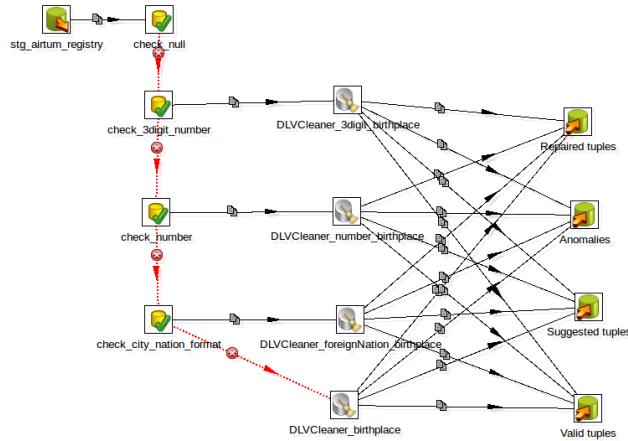 stg_airtum_registry
check_null
check_3digit_number
DLVCleaner_3digit_birthplace
Repaired tuples
check_number
DLVCleaner_number_birthplace
Anomalies
check_city_nation_format
DLVCleaner_foreignNation_birthplace
Suggested tuples
DLVCleaner_birthplace
Valid tuples